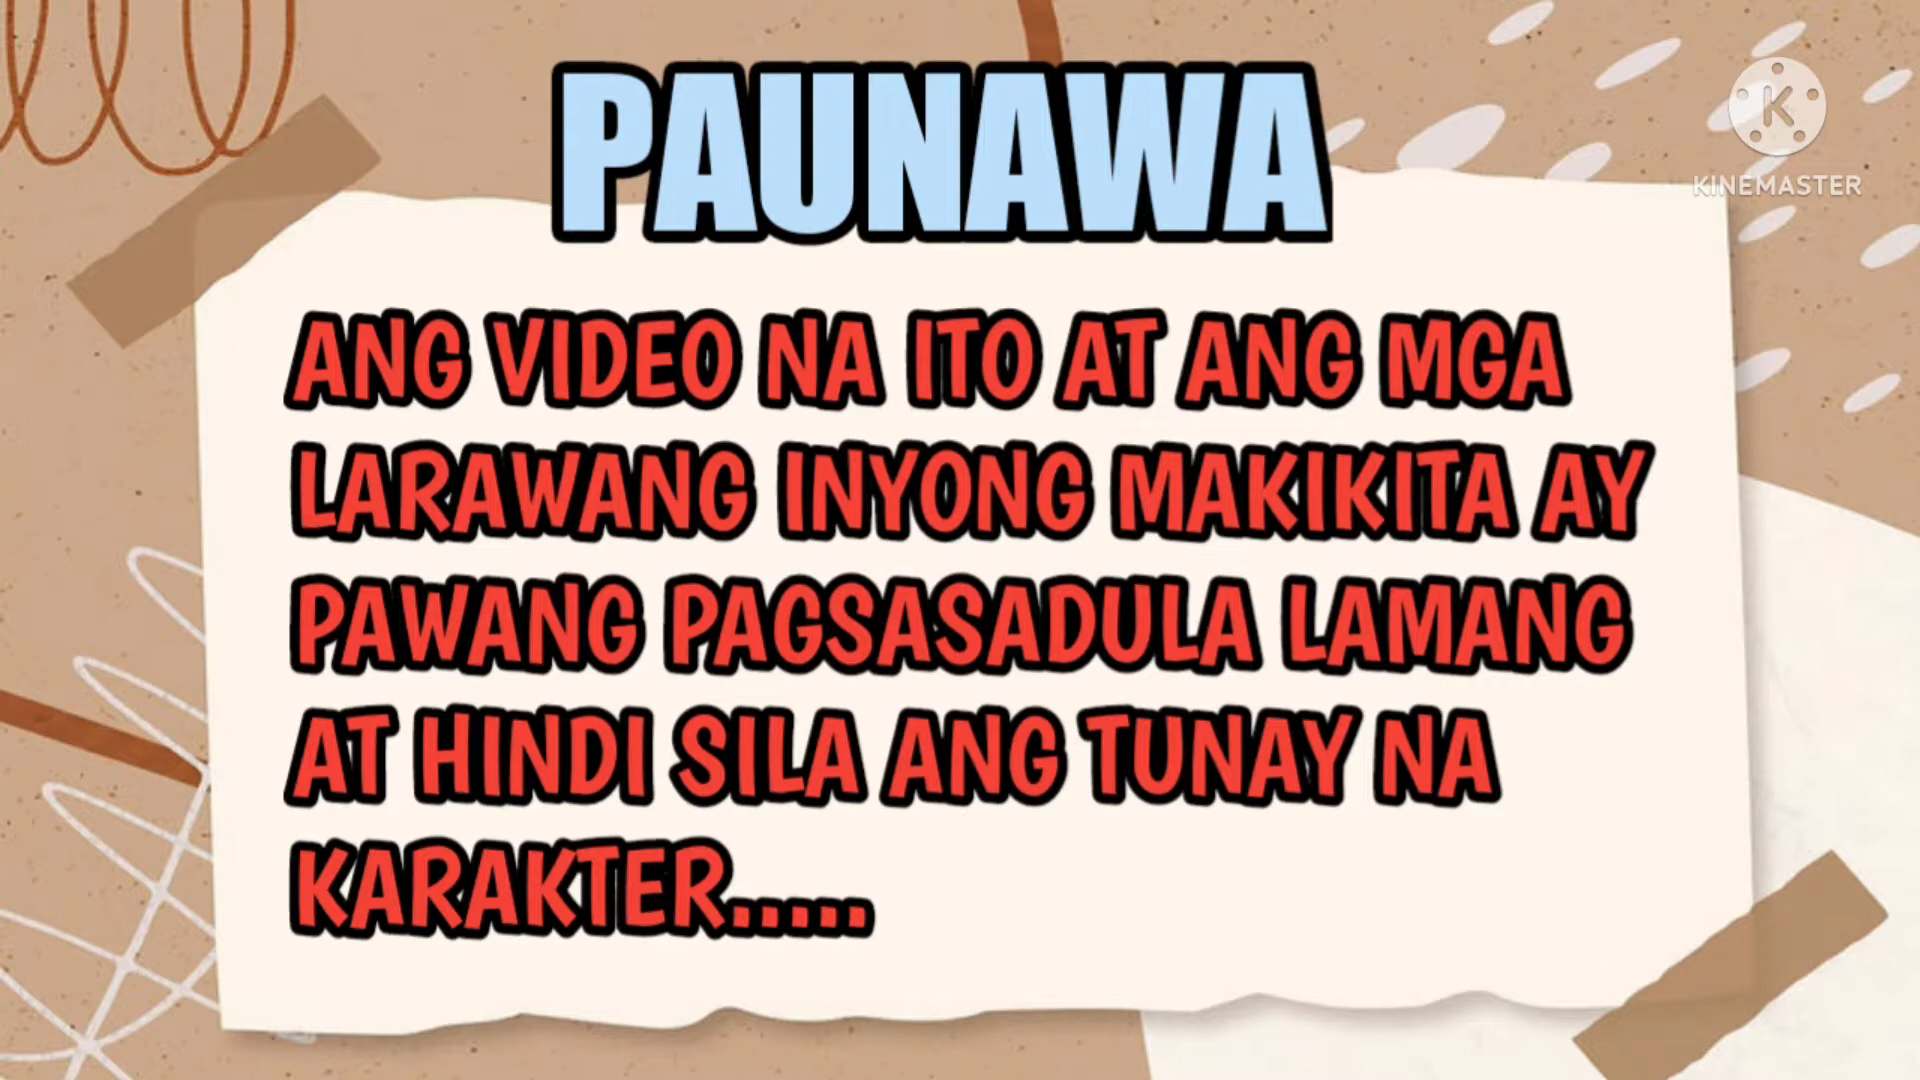 PAUNAWA
KINEMASTER
ANG VIDEO NA ITO AT ANG MGA
LARAWANG INYONG MAKIKITA AY
PAWANG PAGSASADULA LAMANG
AT HINDI SILA ANG TUNAY NA
KARAKTER.....